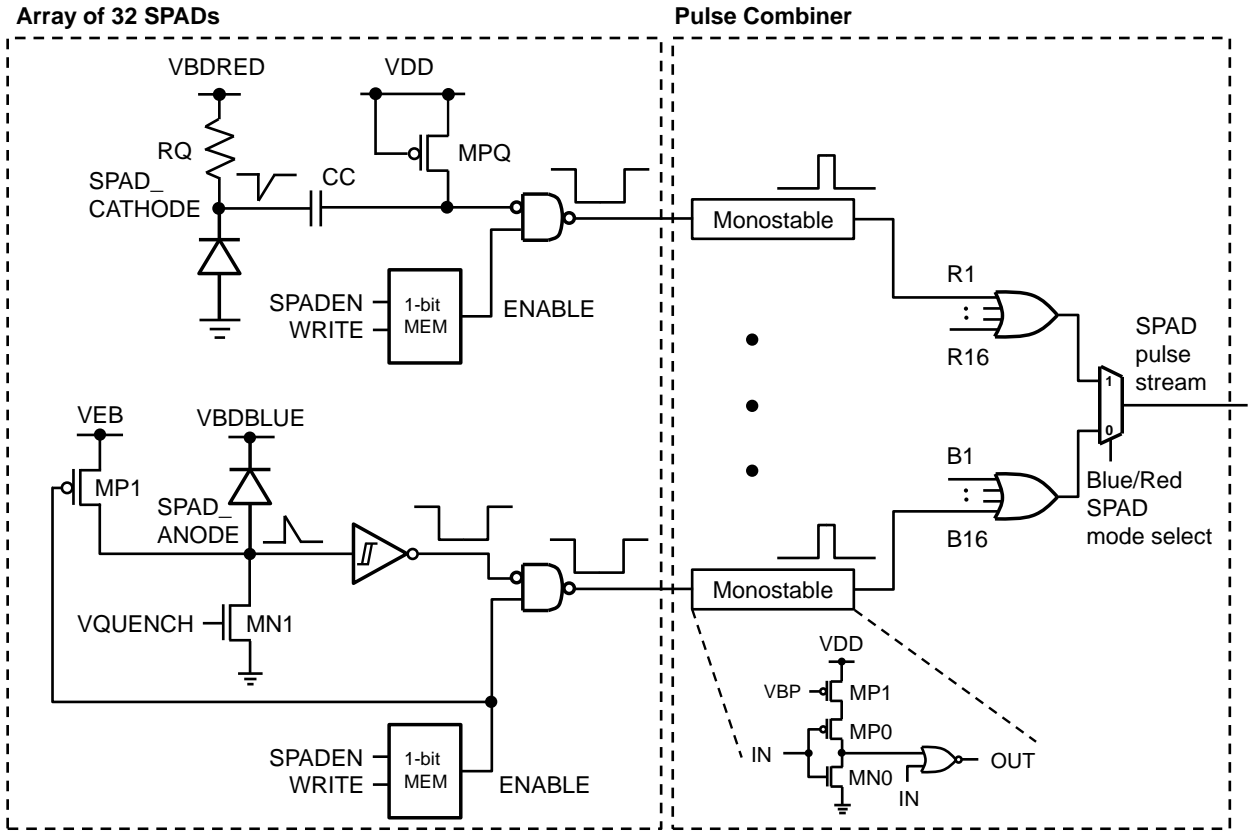 Array of 32 SPADs
Pulse Combiner
VBDRED
VDD
RQ
MPQ
CC
SPAD_
CATHODE
Monostable
SPADEN
WRITE
1-bit
MEM
ENABLE
R1
:
R16
SPAD
pulse
stream
1
0
VEB
VBDBLUE
MP1
SPAD_
ANODE
B1
:
B16
Blue/Red
SPAD
mode select
Monostable
VQUENCH
MN1
VDD
VBP
MP1
MP0
IN
MN0
IN
OUT
SPADEN
WRITE
1-bit
MEM
ENABLE